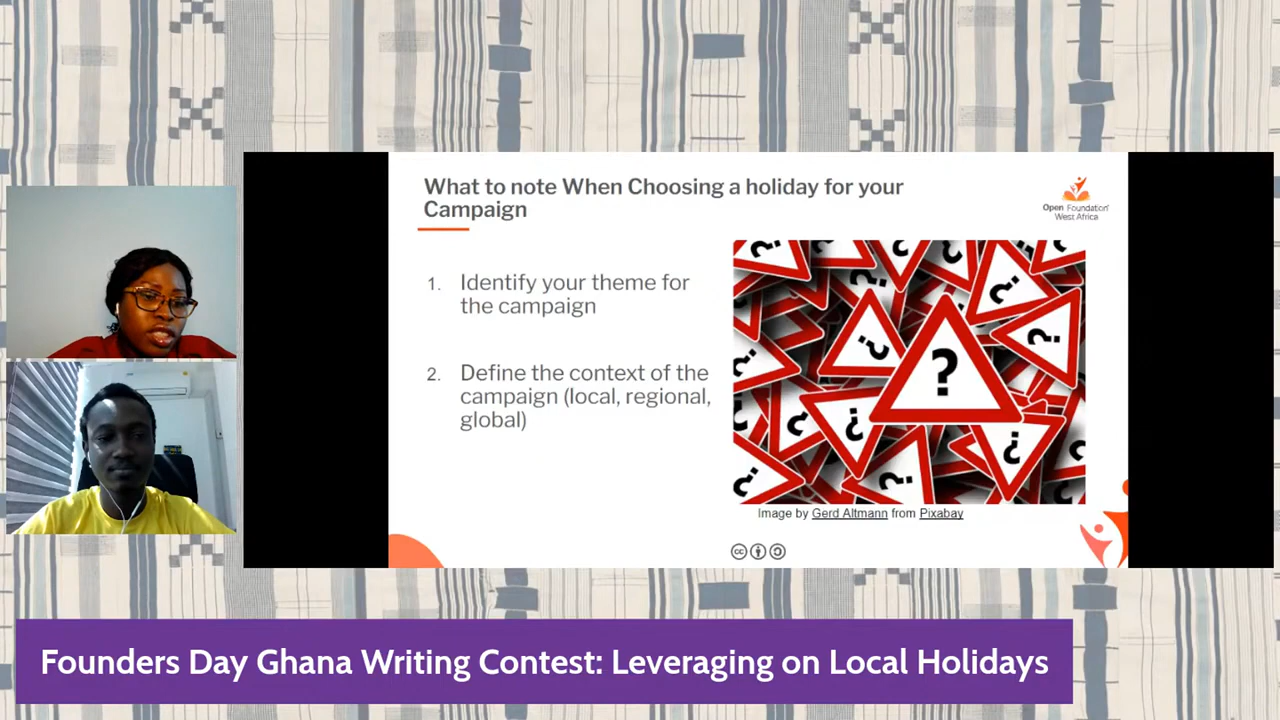 What to note When Choosing a holiday for your
Campaign
Open Foundation
West Africa
1. Identify your theme for
the campaign
2. Define the context of the
campaign (local, regional,
global)
?
Image by Gerd Altmann from Pixabay
cc
Founders Day Ghana Writing Contest: Leveraging on Local Holidays